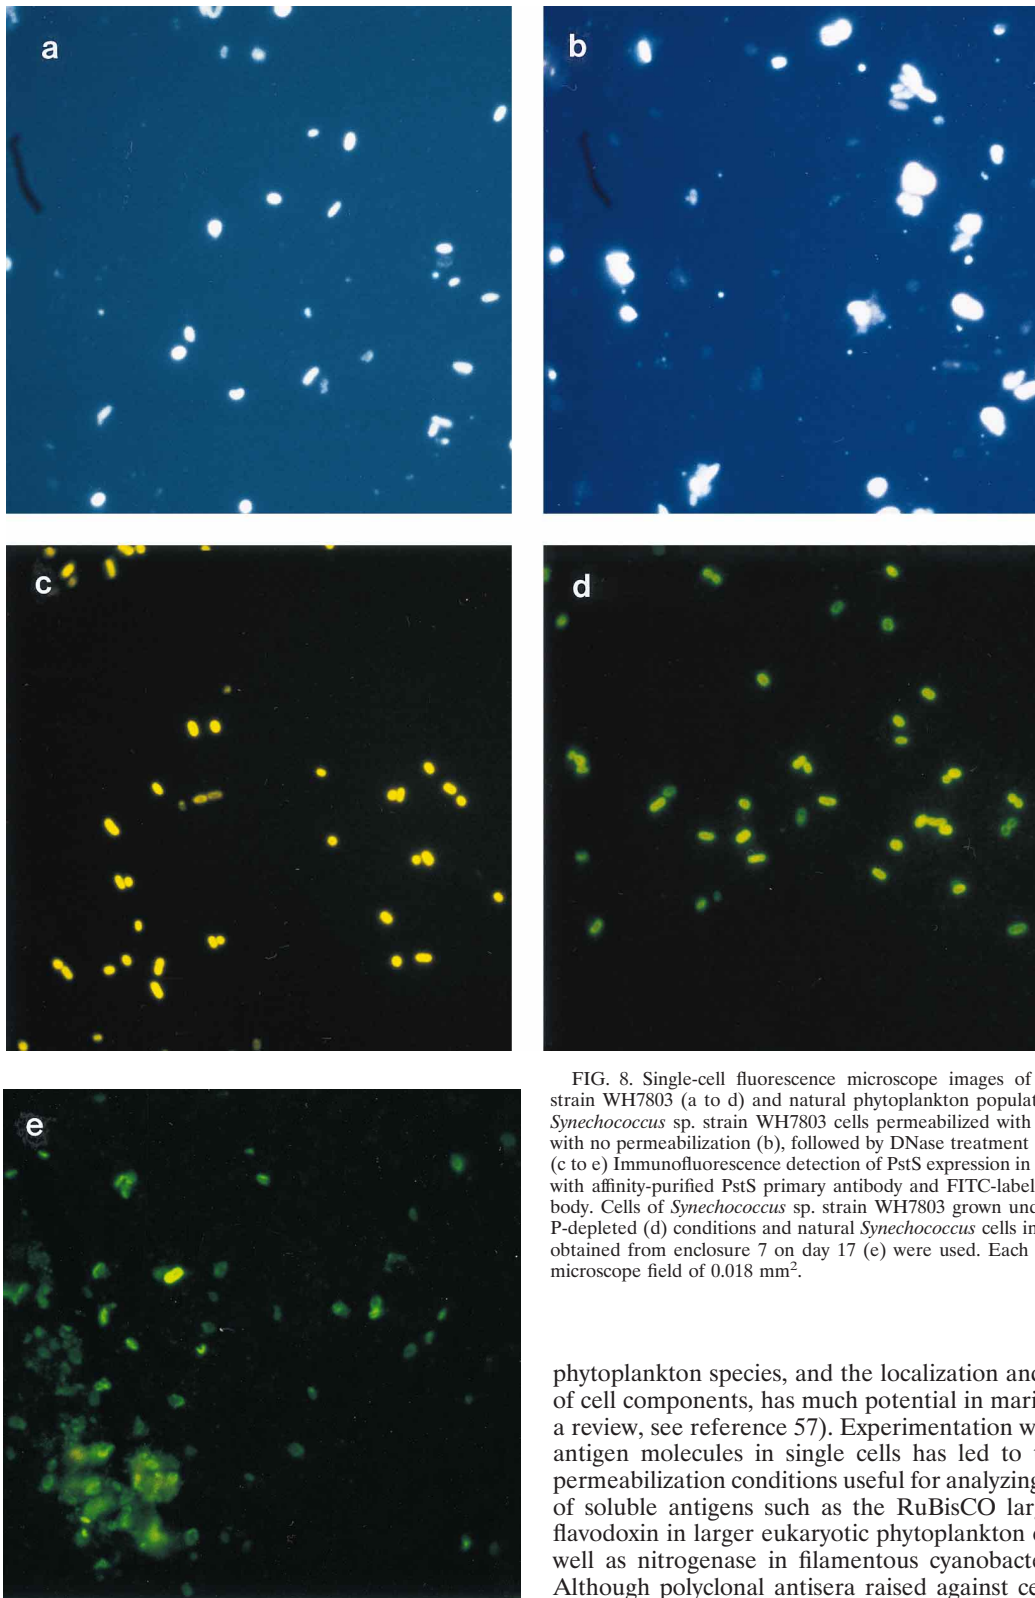 a
b
c
d
e
FIG. 8. Single-cell fluorescence microscope images of
strain WH7803 (a to d) and natural phytoplankton populat
Synechococcus sp. strain WH7803 cells permeabilized with
with no permeabilization (b), followed by DNase treatment
(c to e) Immunofluorescence detection of PstS expression in
with affinity-purified PstS primary antibody and FITC-label
body. Cells of Synechococcus sp. strain WH7803 grown und
P-depleted (d) conditions and natural Synechococcus cells in
obtained from enclosure 7 on day 17 (e) were used. Each
microscope field of 0.018 mm².
phytoplankton species, and the localization and
of cell components, has much potential in mari
a review, see reference 57). Experimentation w
antigen molecules in single cells has led to
permeabilization conditions useful for analyzing
of soluble antigens such as the RuBisCO larg
flavodoxin in larger eukaryotic phytoplankton
well as nitrogenase in filamentous cyanobacte
Although polyclonal antisera raised against ce